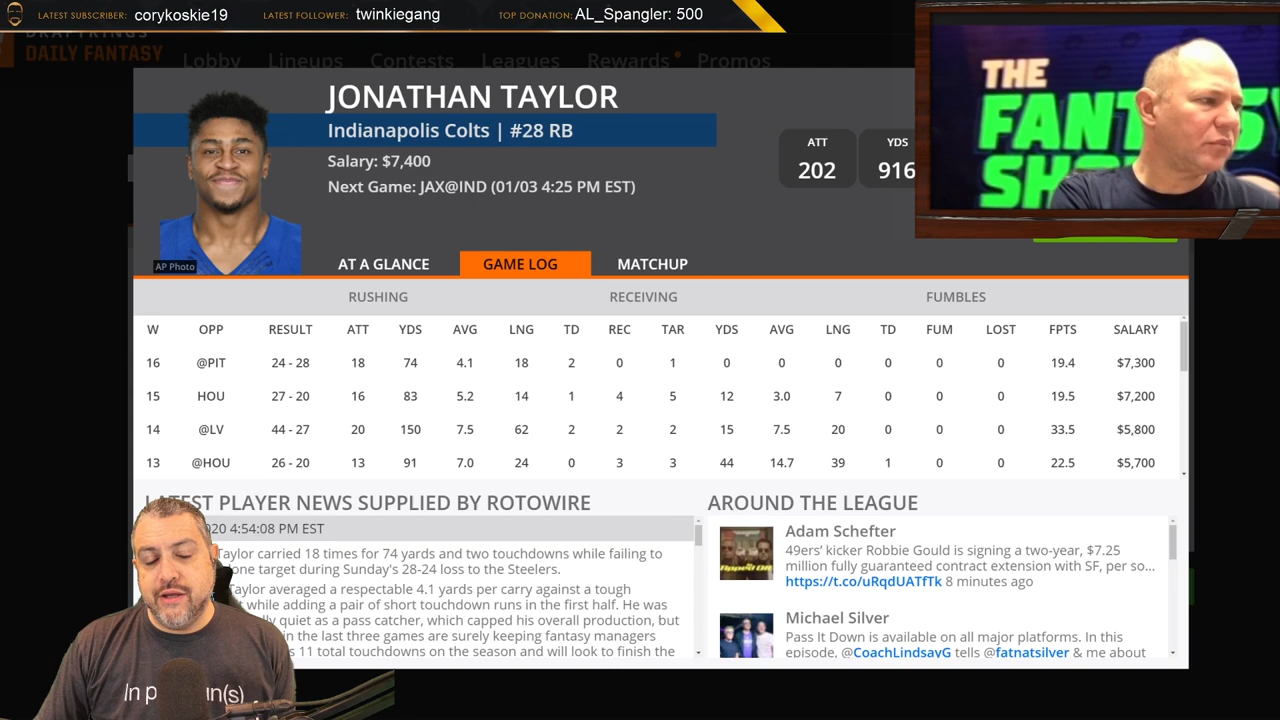 LATEST SUBSCRIBER: corykoskie19 LATEST FOLLOWER: twinkiegang TOP DONATION: AL_Spangler: 500
DAILY FANTASY Lobby Lineups Contests Leagues Rewards Promos
THE
JONATHAN TAYLOR
Indianapolis Colts | #28 RB
Salary: $7,400
Next Game: JAX@IND (01/03 4:25 PM EST)
ATT YDS
202 916
AP Photo
AT A GLANCE GAME LOG MATCHUP
RUSHING RECEIVING FUMBLES
W OPP RESULT ATT YDS AVG LNG TD REC TAR YDS AVG LNG TD FUM LOST FPTS SALARY
16 @PIT 24 - 28 18 74 4.1 18 2 0 1 0 0 0 0 0 0 19.4 $7,300
15 HOU 27 - 20 16 83 5.2 14 1 4 5 12 3.0 7 0 0 0 19.5 $7,200
14 @LV 44 - 27 20 150 7.5 62 2 2 2 15 7.5 20 0 0 0 33.5 $5,800
13 @HOU 26 - 20 13 91 7.0 24 0 3 3 44 14.7 39 1 0 0 22.5 $5,700
LATEST PLAYER NEWS SUPPLIED BY ROTOWIRE
020 4:54:08 PM EST
Taylor carried 18 times for 74 yards and two touchdowns while failing to
one target during Sunday's 28-24 loss to the Steelers.
Taylor averaged a respectable 4.1 yards per carry against a tough
while adding a pair of short touchdown runs in the first half. He was
quiet as a pass catcher, which capped his overall production, but
in the last three games are surely keeping fantasy managers
11 total touchdowns on the season and will look to finish the
AROUND THE LEAGUE
Adam Schefter
49ers' kicker Robbie Gould is signing a two-year, $7.25
million fully guaranteed contract extension with SF, per so...
https://t.co/uRqdUATfTk 8 minutes ago
Michael Silver
Pass It Down is available on all major platforms. In this
episode, @CoachLindsayG tells @fatnatsilver & me about